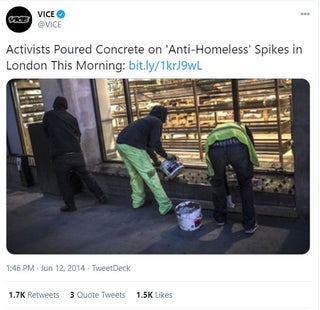 VICE
VICE
@VICE
Activists Poured Concrete on 'Anti-Homeless' Spikes in
London This Morning: bit.ly/1krJ9wL
1:46 PM · Jun 12, 2014 · TweetDeck
1.7K Retweets 3 Quote Tweets 1.5K Likes